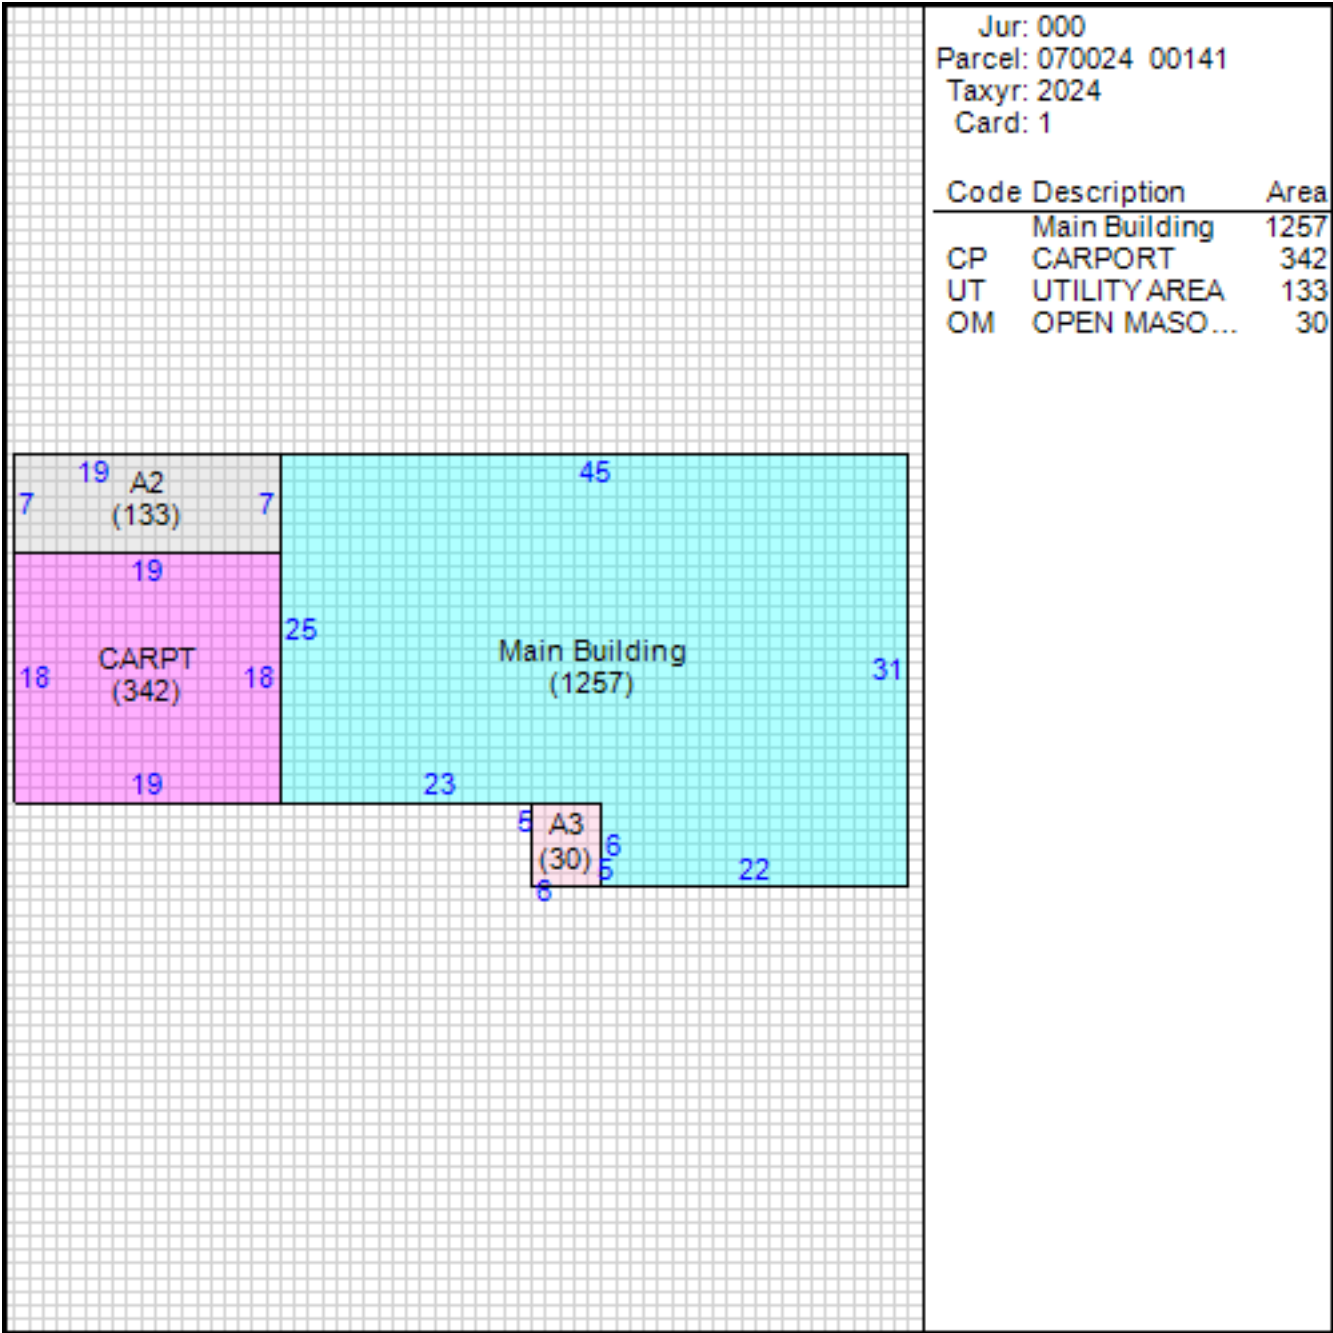 Jur: 000
Parcel: 070024 00141
Taxyr: 2024
Card: 1
Code Description Area
Main Building 1257
CP CARPORT 342
UT UTILITY AREA 133
OM OPEN MASO... 30
19 A2
7 7
(133)
45
19
25
CARPT
(342)
18 18
19
Main Building
(1257)
31
23
5 A3
(30)
6
5
22
6